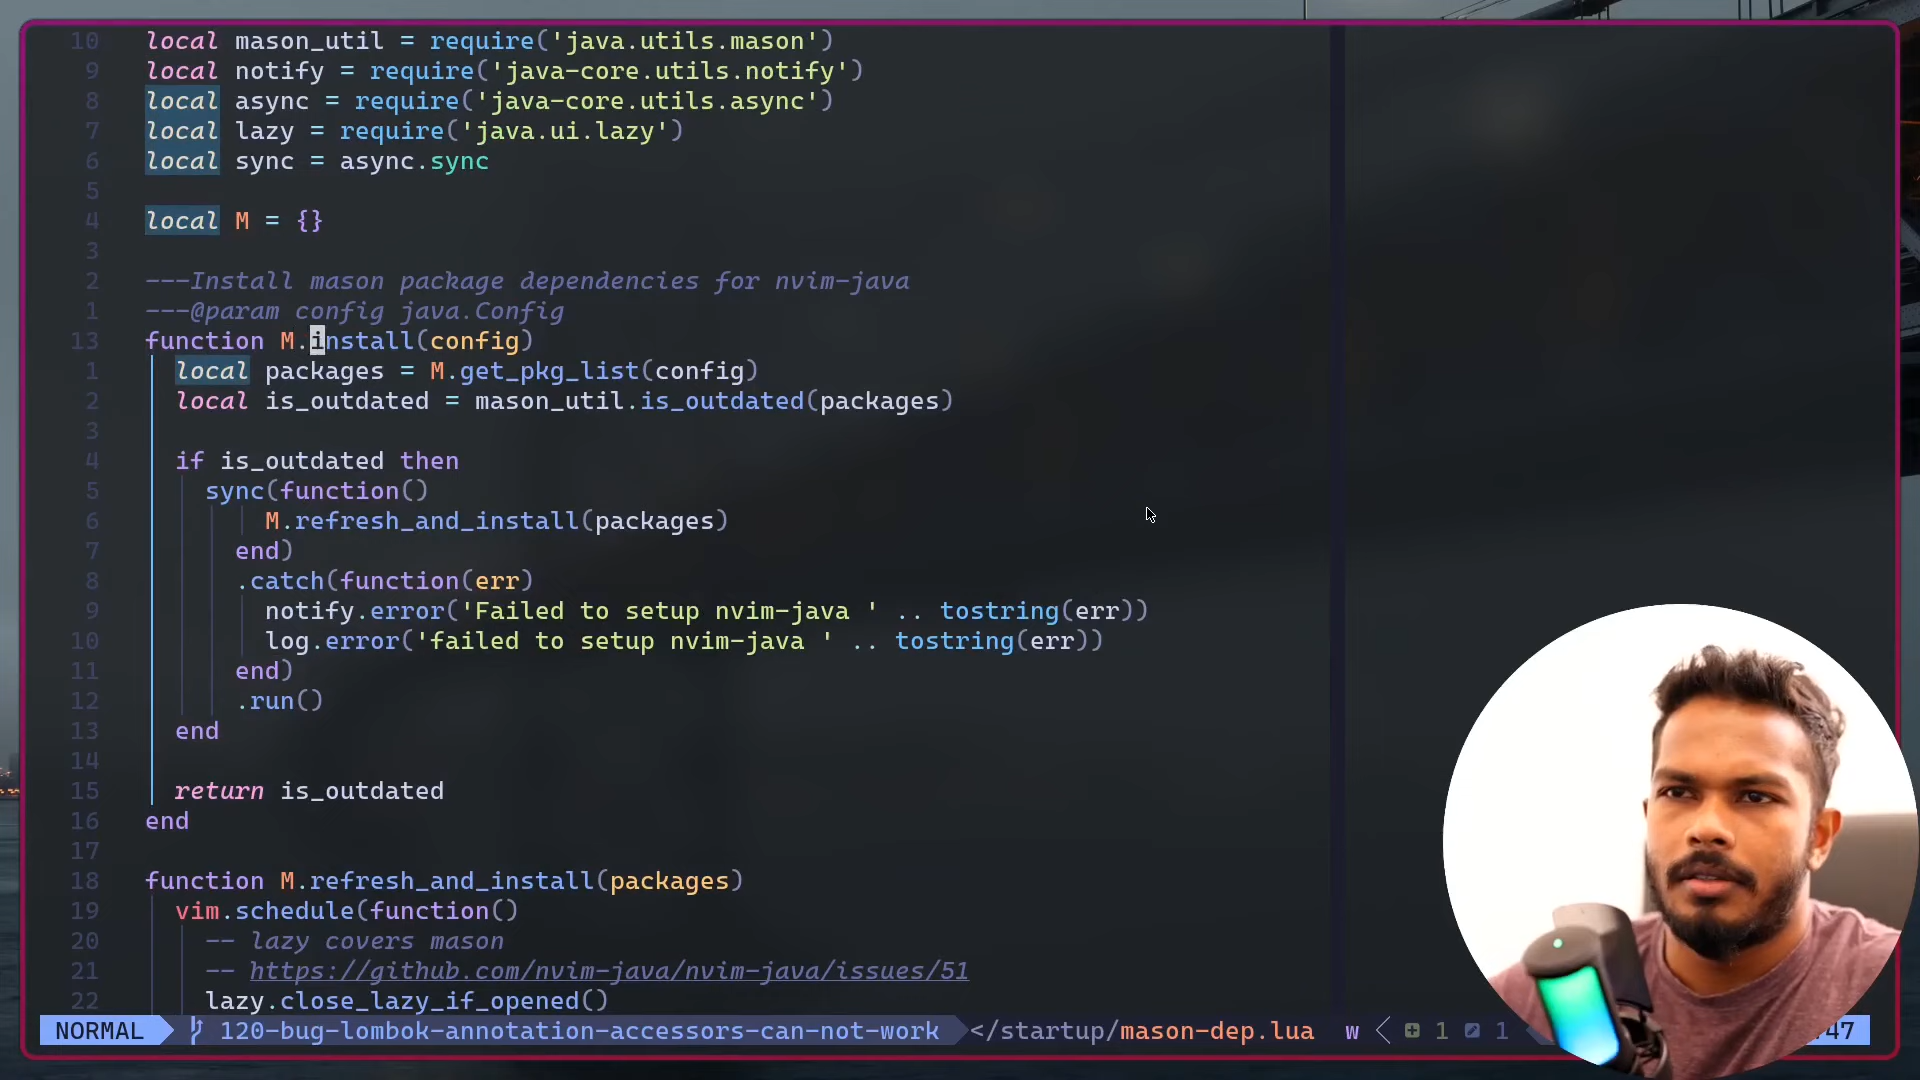 10 local mason_util = require('java.utils.mason')
9 local notify = require('java-core.utils.notify')
8 local async = require('java-core.utils.async')
7 local lazy = require('java.ui.lazy')
6 local sync = async.sync
5
4 local M = {}
3
2 ---Install mason package dependencies for nvim-java
1 ---@param config java.Config
13 function M.install(config)
1 local packages = M.get_pkg_list(config)
2 local is_outdated = mason_util.is_outdated(packages)
3
4 if is_outdated then
5 sync(function()
6 M.refresh_and_install(packages)
7 end)
8 .catch(function(err)
9 notify.error('Failed to setup nvim-java ' .. tostring(err))
10 log.error('failed to setup nvim-java ' .. tostring(err))
11 end)
12 .run()
13 end
14
15 return is_outdated
16 end
17
18 function M.refresh_and_install(packages)
19 vim.schedule(function()
20 -- lazy covers mason
21 -- https://github.com/nvim-java/nvim-java/issues/51
22 lazy.close_lazy_if_opened()
NORMAL 120-bug-lombok-annotation-accessors-can-not-work </startup/mason-dep.lua w 1 1 47